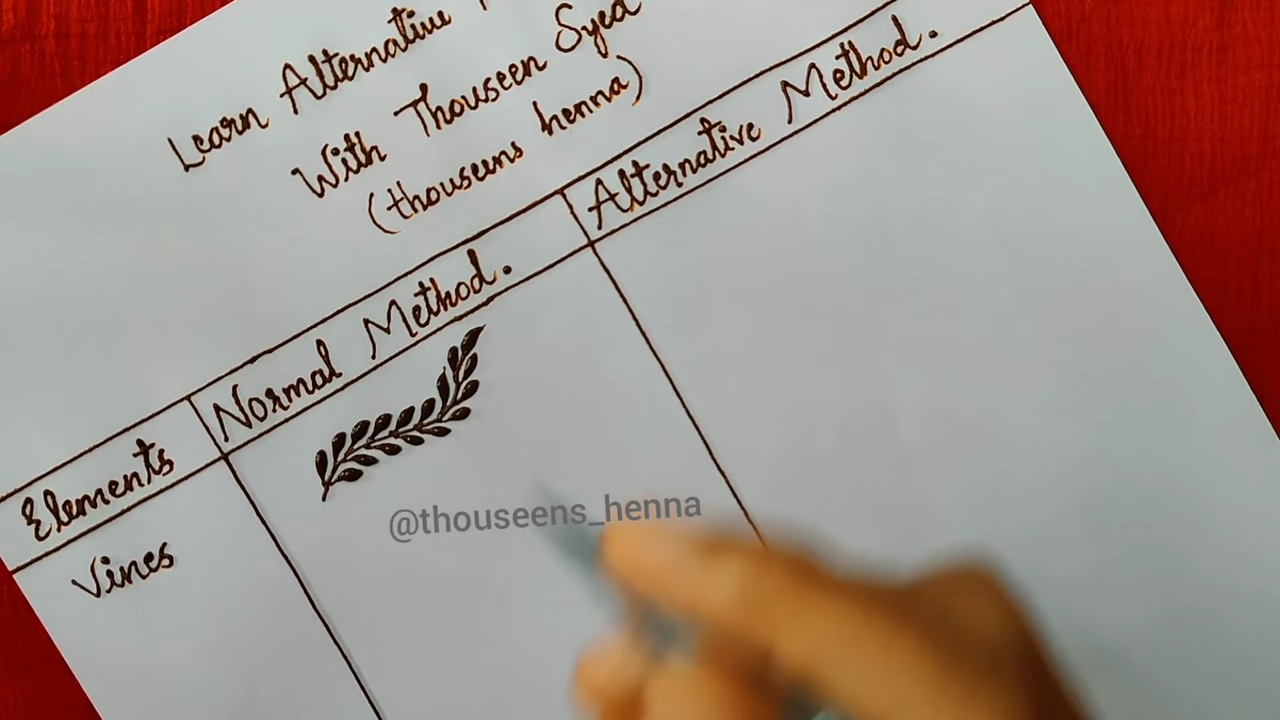 Learn Alternative
With Thouseen Syed
(thouseens henna)
Elements Normal Method. Alternative Method.
Vines
@thouseens_henna